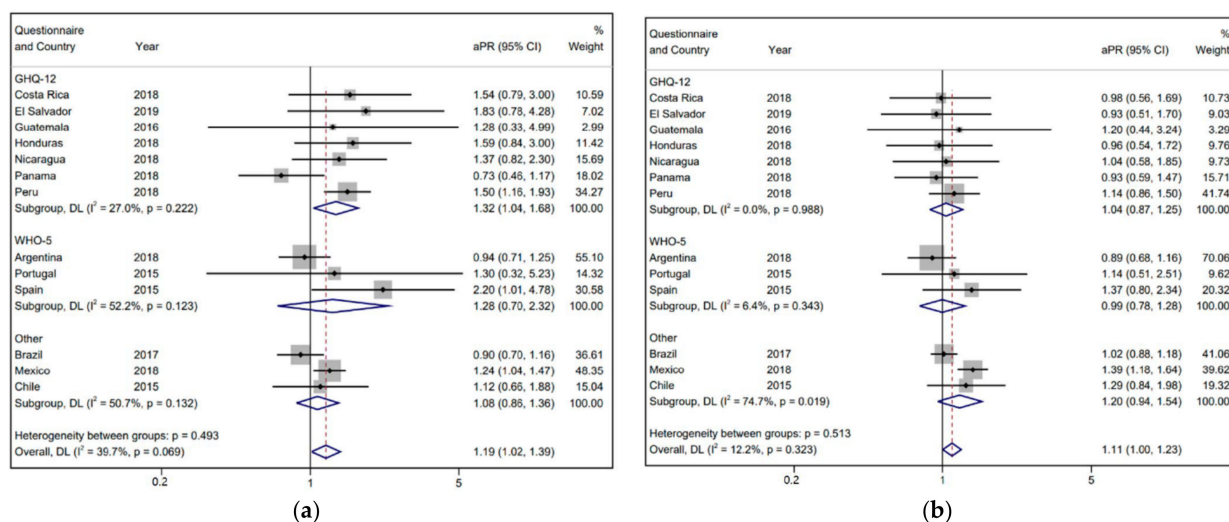 Questionnaire %
and Country Year aPR (95% CI) Weight
GHQ-12
Costa Rica 2018 1.54 (0.79, 3.00) 10.59
El Salvador 2019 1.83 (0.78, 4.28) 7.02
Guatemala 2016 1.28 (0.33, 4.99) 2.99
Honduras 2018 1.59 (0.84, 3.00) 11.42
Nicaragua 2018 1.37 (0.82, 2.30) 15.69
Panama 2018 0.73 (0.46, 1.17) 18.02
Peru 2018 1.50 (1.16, 1.93) 34.27
Subgroup, DL (I² = 27.0%, p = 0.222) 1.32 (1.04, 1.68) 100.00
WHO-5
Argentina 2018 0.94 (0.71, 1.25) 55.10
Portugal 2015 1.30 (0.32, 5.23) 14.32
Spain 2015 2.20 (1.01, 4.78) 30.58
Subgroup, DL (I² = 52.2%, p = 0.123) 1.28 (0.70, 2.32) 100.00
Other
Brazil 2017 0.90 (0.70, 1.16) 36.61
Mexico 2018 1.24 (1.04, 1.47) 48.35
Chile 2015 1.12 (0.66, 1.88) 15.04
Subgroup, DL (I² = 50.7%, p = 0.132) 1.08 (0.86, 1.36) 100.00
Heterogeneity between groups: p = 0.493
Overall, DL (I² = 39.7%, p = 0.069) 1.19 (1.02, 1.39)
0.2 1 5
(a)
Questionnaire %
and Country Year aPR (95% CI) Weight
GHQ-12
Costa Rica 2018 0.98 (0.56, 1.69) 10.73
El Salvador 2019 0.93 (0.51, 1.70) 9.03
Guatemala 2016 1.20 (0.44, 3.24) 3.29
Honduras 2018 0.96 (0.54, 1.72) 9.76
Nicaragua 2018 1.04 (0.58, 1.85) 9.73
Panama 2018 0.93 (0.59, 1.47) 15.71
Peru 2018 1.14 (0.86, 1.50) 41.74
Subgroup, DL (I² = 0.0%, p = 0.988) 1.04 (0.87, 1.25) 100.00
WHO-5
Argentina 2018 0.89 (0.68, 1.16) 70.06
Portugal 2015 1.14 (0.51, 2.51) 9.62
Spain 2015 1.37 (0.80, 2.34) 20.32
Subgroup, DL (I² = 6.4%, p = 0.343) 0.99 (0.78, 1.28) 100.00
Other
Brazil 2017 1.02 (0.88, 1.18) 41.06
Mexico 2018 1.39 (1.18, 1.64) 39.62
Chile 2015 1.29 (0.84, 1.98) 19.32
Subgroup, DL (I² = 74.7%, p = 0.019) 1.20 (0.94, 1.54) 100.00
Heterogeneity between groups: p = 0.513
Overall, DL (I² = 12.2%, p = 0.323) 1.11 (1.00, 1.23)
0.2 1 5
(b)